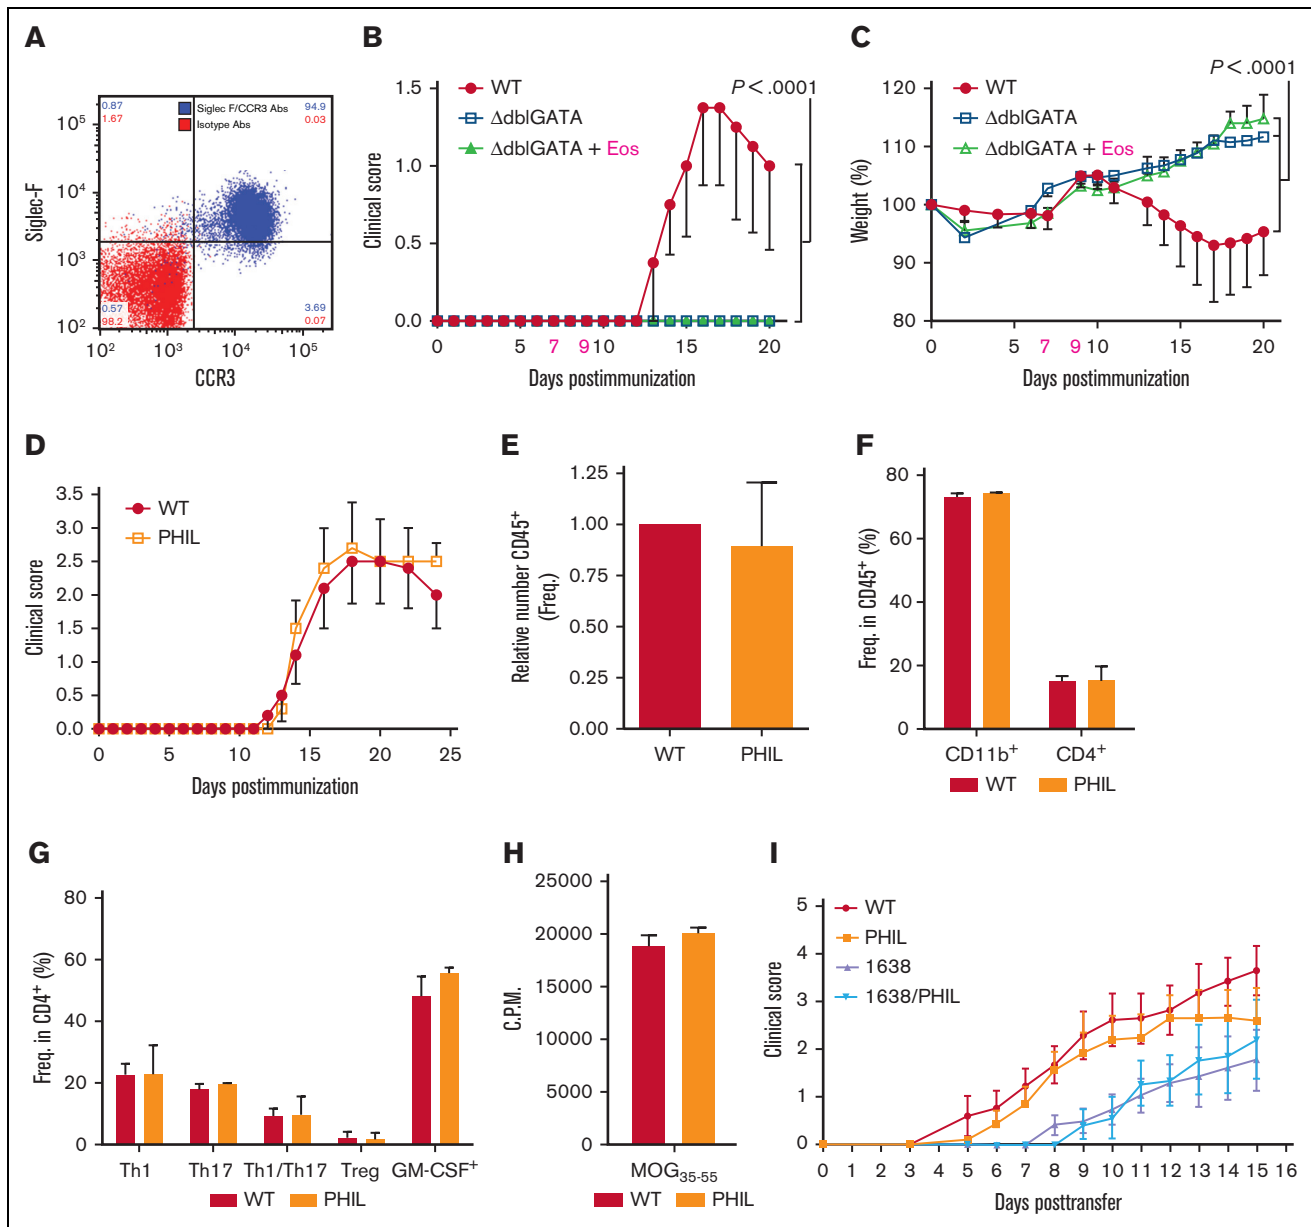 A
0.87
1.67
Siglec F/CCR3 Abs
Isotype Abs
94.9
0.03
0.57
98.2
3.69
0.07
10⁵
10⁴
10³
10²
Siglec-F
10² 10³ 10⁴ 10⁵
CCR3
B
WT
ΔdblGATA
ΔdblGATA + Eos
P < .0001
1.5
1.0
0.5
0.0
Clinical score
0 5 7 9 10 15 20
Days postimmunization
C
WT
ΔdblGATA
ΔdblGATA + Eos
P < .0001
120
110
100
90
80
Weight (%)
0 5 7 9 10 15 20
Days postimmunization
D
WT
PHIL
3.5
3.0
2.5
2.0
1.5
1.0
0.5
0.0
Clinical score
0 5 10 15 20 25
Days postimmunization
E
1.25
1.00
0.75
0.50
0.25
0.00
Relative number CD45⁺
(Freq.)
WT PHIL
F
80
60
40
20
0
Freq. in CD45⁺ (%)
CD11b⁺ CD4⁺
WT PHIL
G
80
60
40
20
0
Freq. in CD4⁺ (%)
Th1 Th17 Th1/Th17 Treg GM-CSF⁺
WT PHIL
H
25000
20000
15000
10000
5000
0
C.P.M.
MOG₃₅₋₅₅
WT PHIL
I
WT
PHIL
1638
1638/PHIL
5
4
3
2
1
0
Clinical score
0 1 2 3 4 5 6 7 8 9 10 11 12 13 14 15 16
Days posttransfer